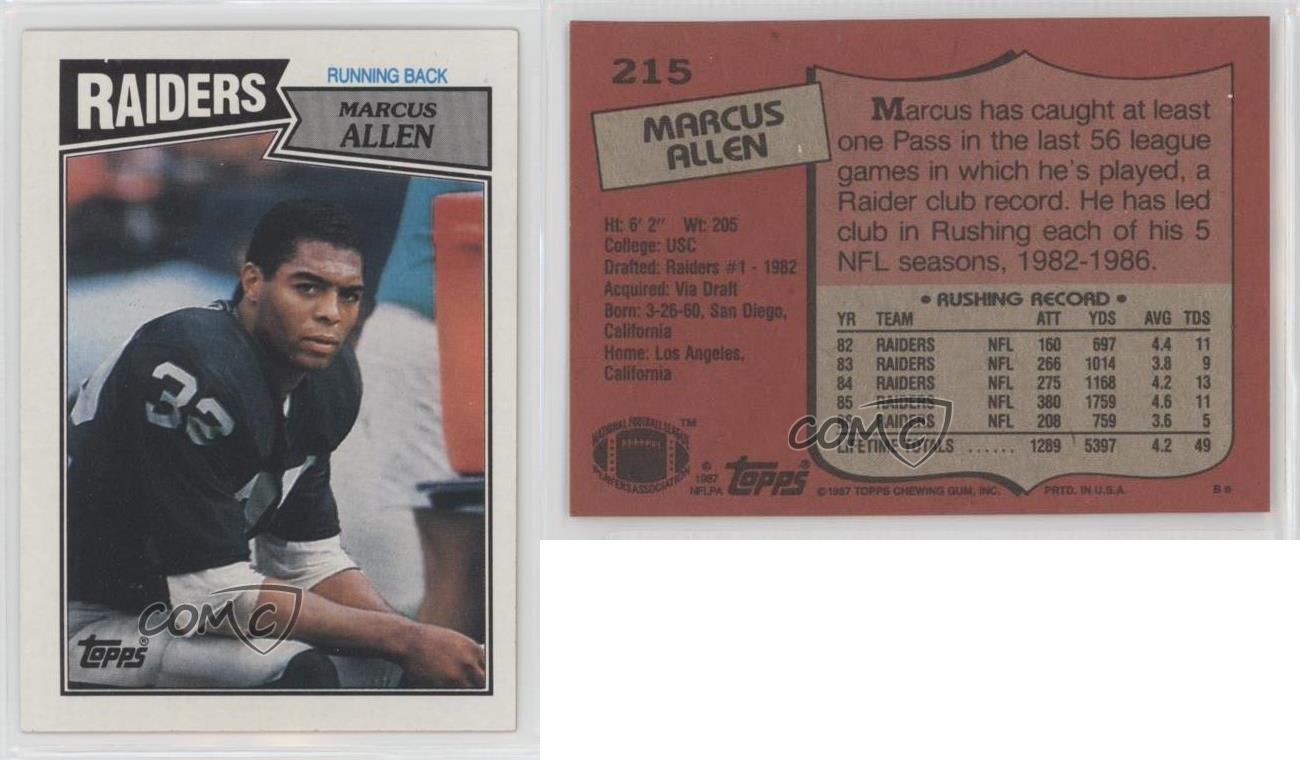 RAIDERS
RUNNING BACK
MARCUS
ALLEN
32
COMC
topps®
215
MARCUS
ALLEN
Ht: 6' 2" Wt: 205
College: USC
Drafted: Raiders #1 - 1982
Acquired: Via Draft
Born: 3-26-60, San Diego,
California
Home: Los Angeles,
California
NATIONAL FOOTBALL LEAGUE
PLAYERS ASSOCIATION
TM
©
1987
NFLPA
topps®
Marcus has caught at least
one Pass in the last 56 league
games in which he's played, a
Raider club record. He has led
club in Rushing each of his 5
NFL seasons, 1982-1986.
• RUSHING RECORD •
YR TEAM ATT YDS AVG TDS
82 RAIDERS NFL 160 697 4.4 11
83 RAIDERS NFL 266 1014 3.8 9
84 RAIDERS NFL 275 1168 4.2 13
85 RAIDERS NFL 380 1759 4.6 11
86 RAIDERS NFL 208 759 3.6 5
LIFETIME TOTALS ...... 1289 5397 4.2 49
COMC
©1987 TOPPS CHEWING GUM, INC. PRTD. IN U.S.A.